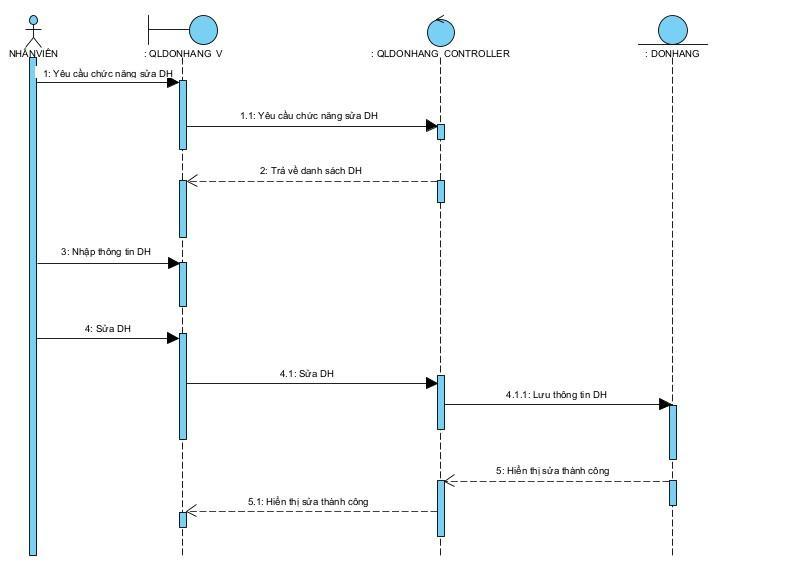 NHÂNVIÊN
: QLDONHANG_V
: QLDONHANG_CONTROLLER
: DONHANG
1: Yêu cầu chức năng sửa DH
1.1: Yêu cầu chức năng sửa DH
2: Trả về danh sách DH
3: Nhập thông tin DH
4: Sửa DH
4.1: Sửa DH
4.1.1: Lưu thông tin DH
5: Hiển thị sửa thành công
5.1: Hiển thị sửa thành công